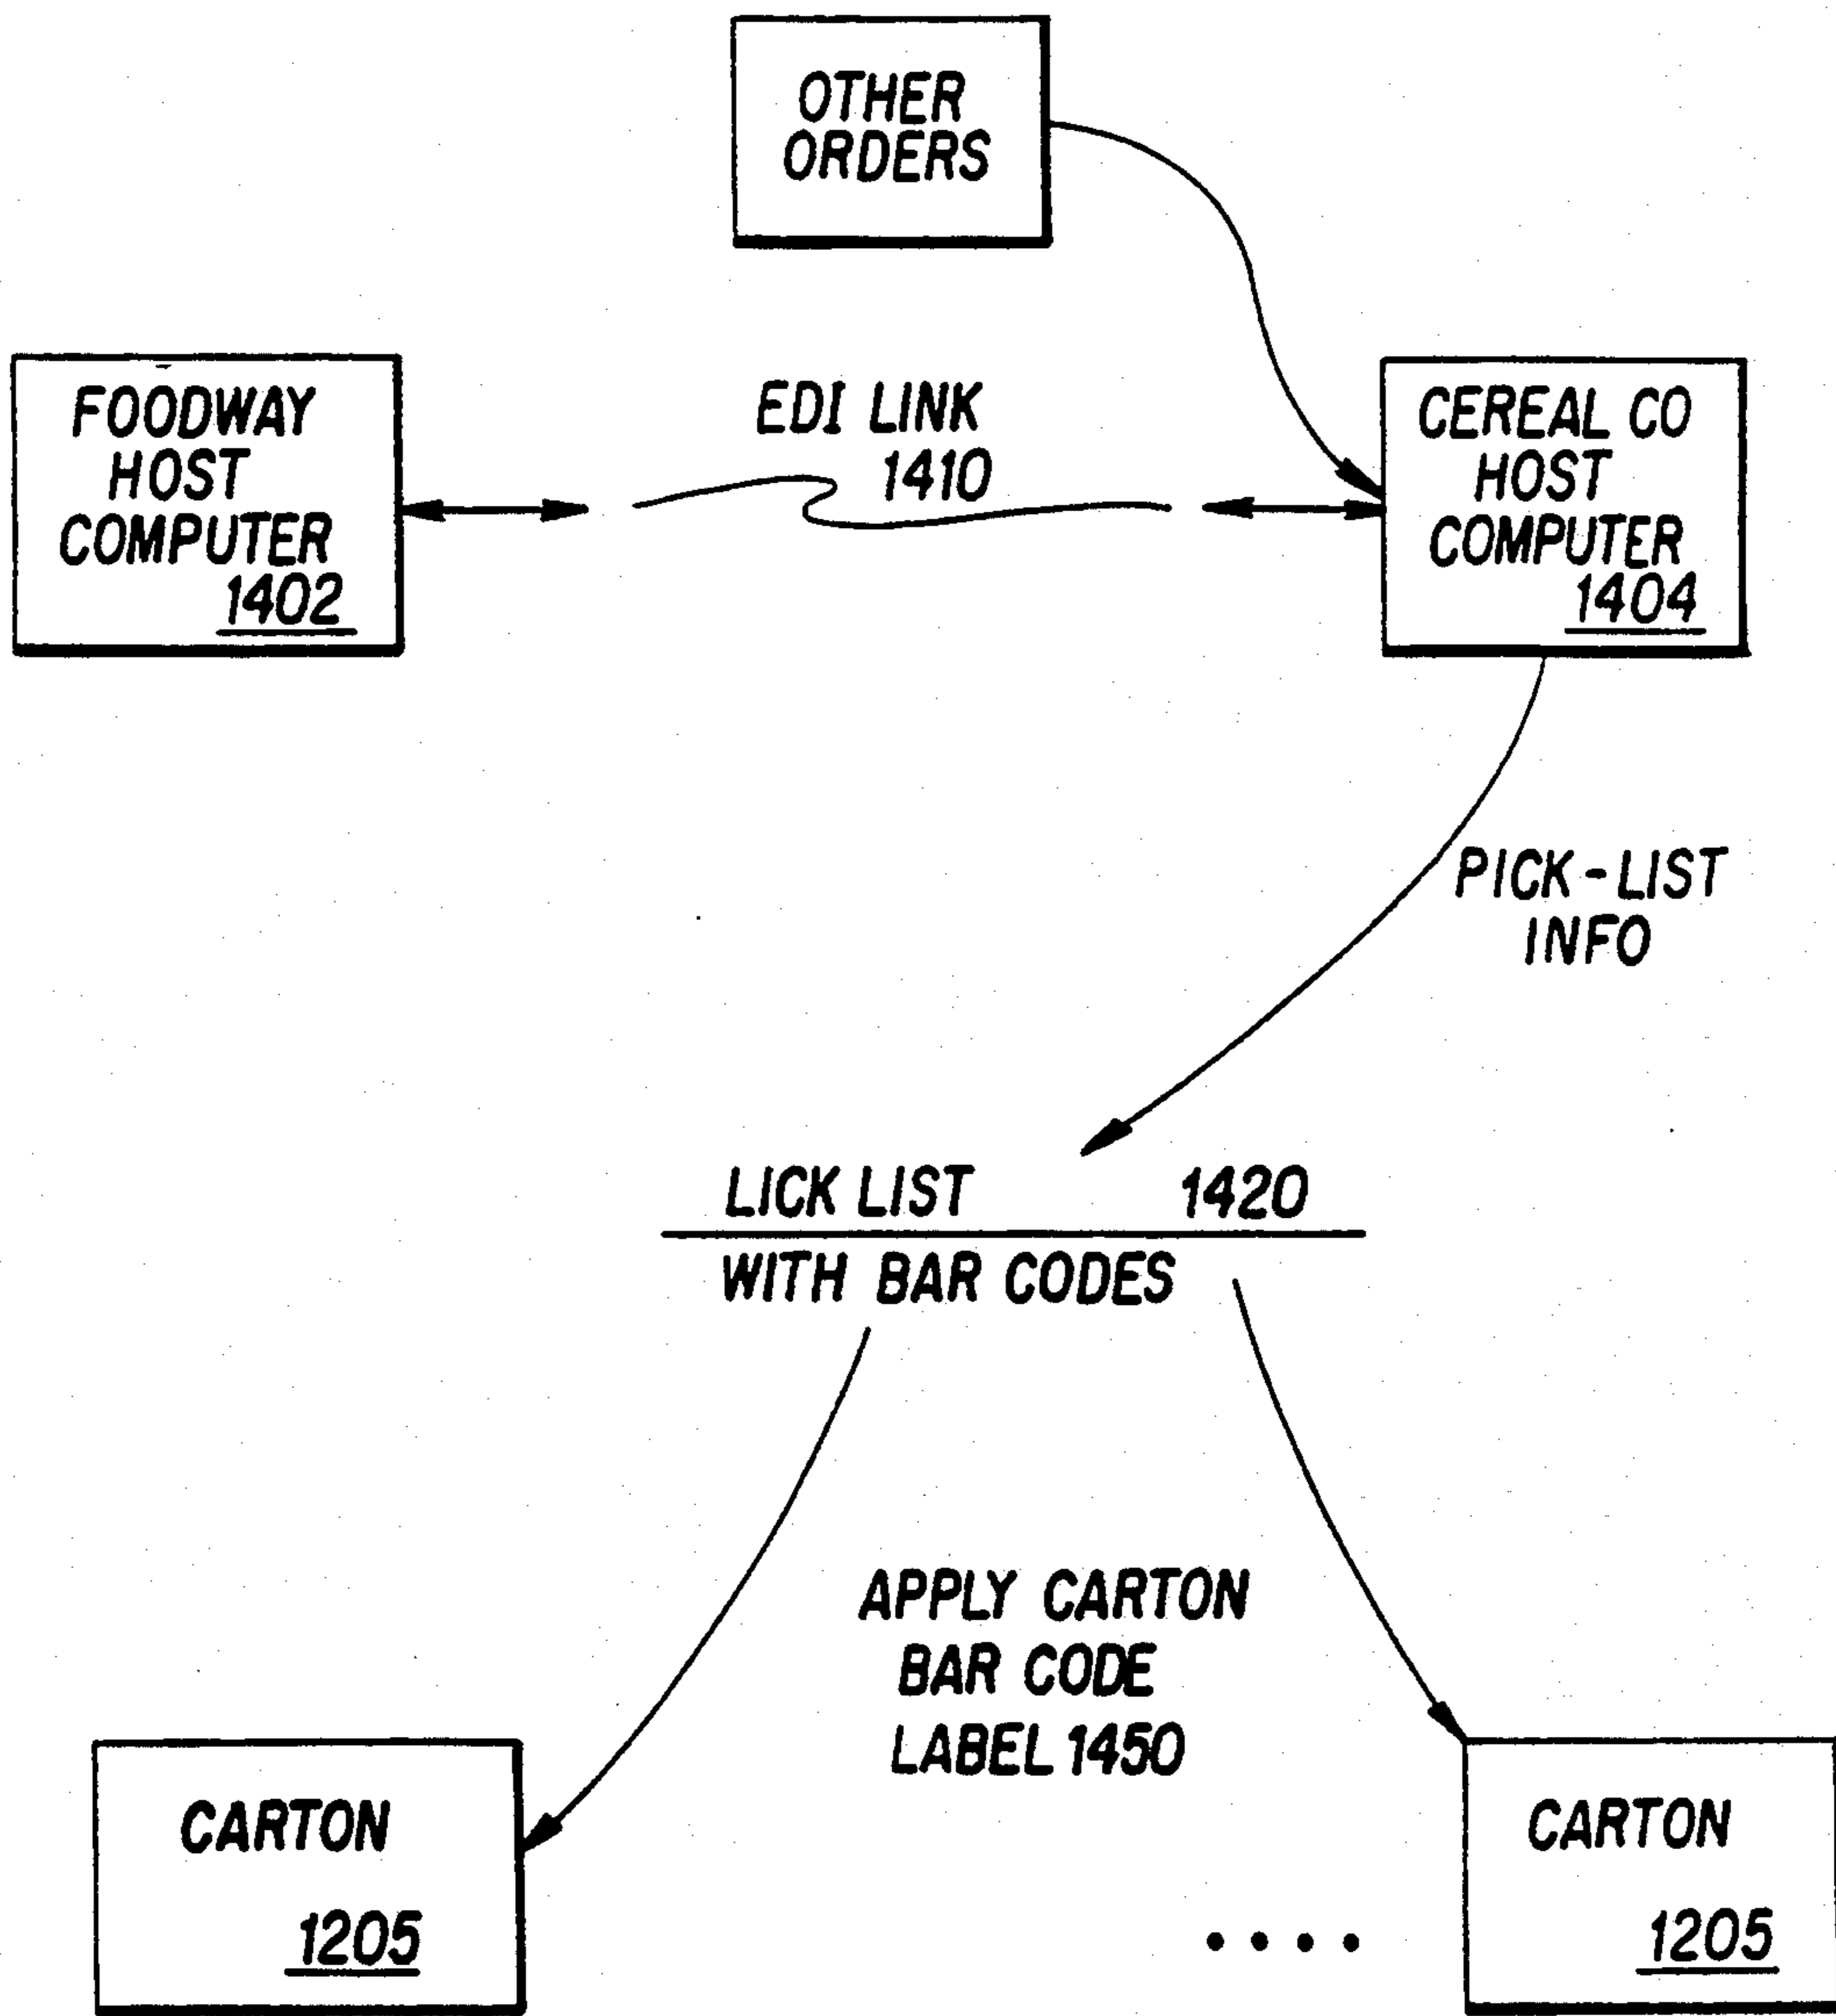 OTHER
ORDERS
FOODWAY
HOST
COMPUTER
1402
EDI LINK
1410
CEREAL CO
HOST
COMPUTER
1404
PICK-LIST
INFO
LICK LIST 1420
WITH BAR CODES
APPLY CARTON
BAR CODE
LABEL 1450
CARTON
1205
....
CARTON
1205